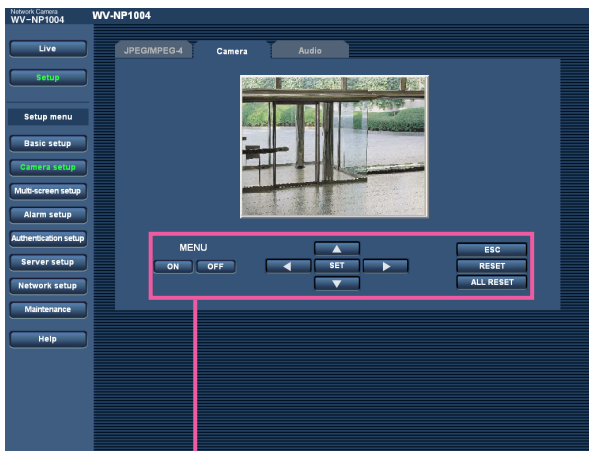 Network Camera
WV-NP1004
WV-NP1004
Live
Setup
Setup menu
Basic setup
Camera setup
Multi-screen setup
Alarm setup
Authentication setup
Server setup
Network setup
Maintenance
Help
JPEG/MPEG-4 Camera Audio
MENU
ON OFF
SET
ESC
RESET
ALL RESET